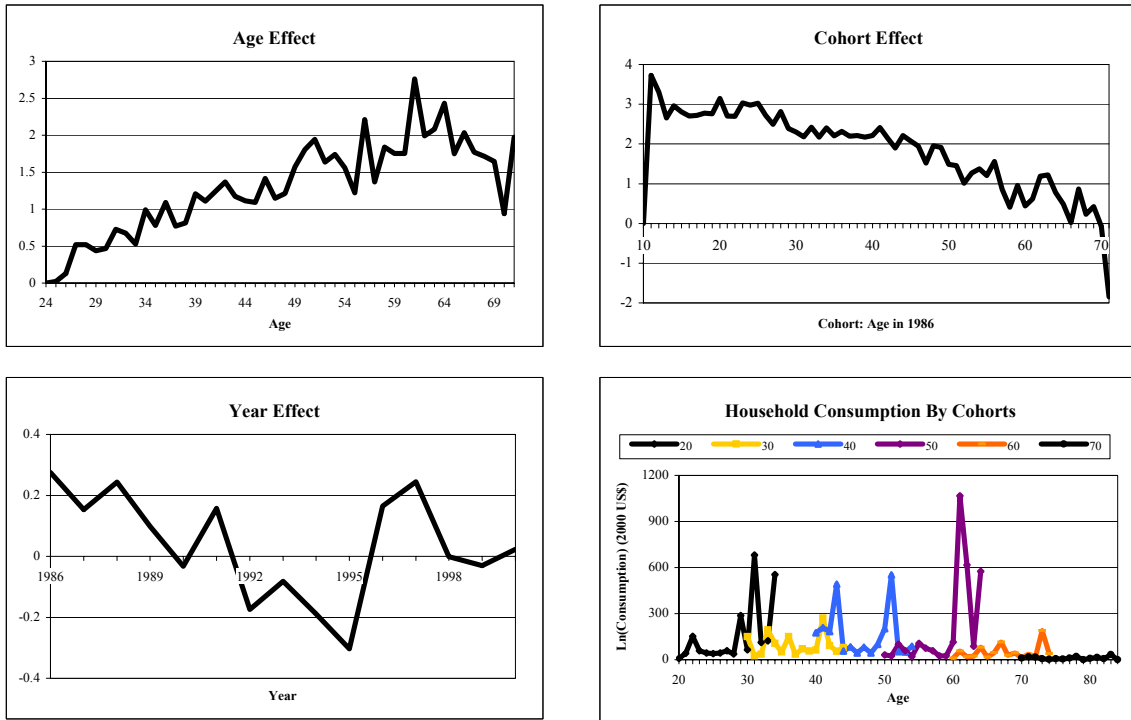 Age Effect
3
2.5
2
1.5
1
0.5
0
24 29 34 39 44 49 54 59 64 69
Age
Cohort Effect
4
3
2
1
0
10 20 30 40 50 60 70
-1
-2
Cohort: Age in 1986
Year Effect
0.4
0.2
0
1986 1989 1992 1995 1998
-0.2
-0.4
Year
Household Consumption By Cohorts
20 30 40 50 60 70
Ln(Consumption) (2000 US$)
1200
900
600
300
0
20 30 40 50 60 70 80
Age